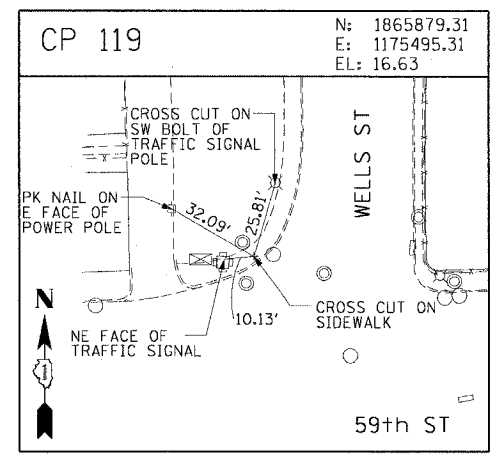 CP 119
N: 1865879.31
E: 1175495.31
EL: 16.63
CROSS CUT ON
SW BOLT OF
TRAFFIC SIGNAL
POLE
WELLS ST
PK NAIL ON
E FACE OF
POWER POLE
32.09'
25.81'
N
CROSS CUT ON
SIDEWALK
10.13'
NE FACE OF
TRAFFIC SIGNAL
59th ST